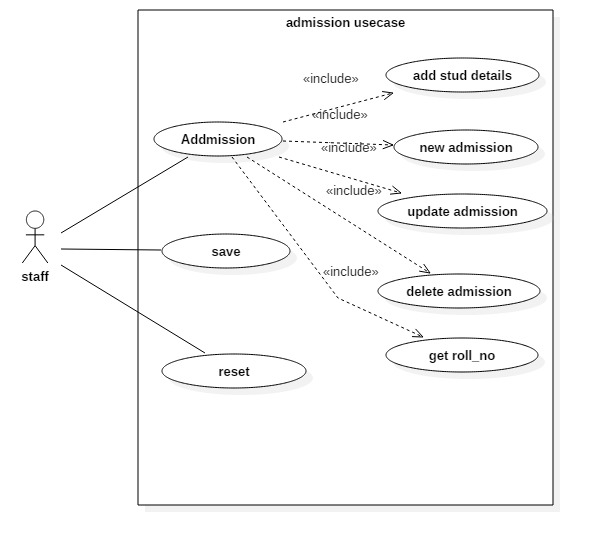 admission usecase
«include»
add stud details
«include»
Addmission
«include»
new admission
«include»
update admission
staff
save
«include»
delete admission
get roll_no
reset